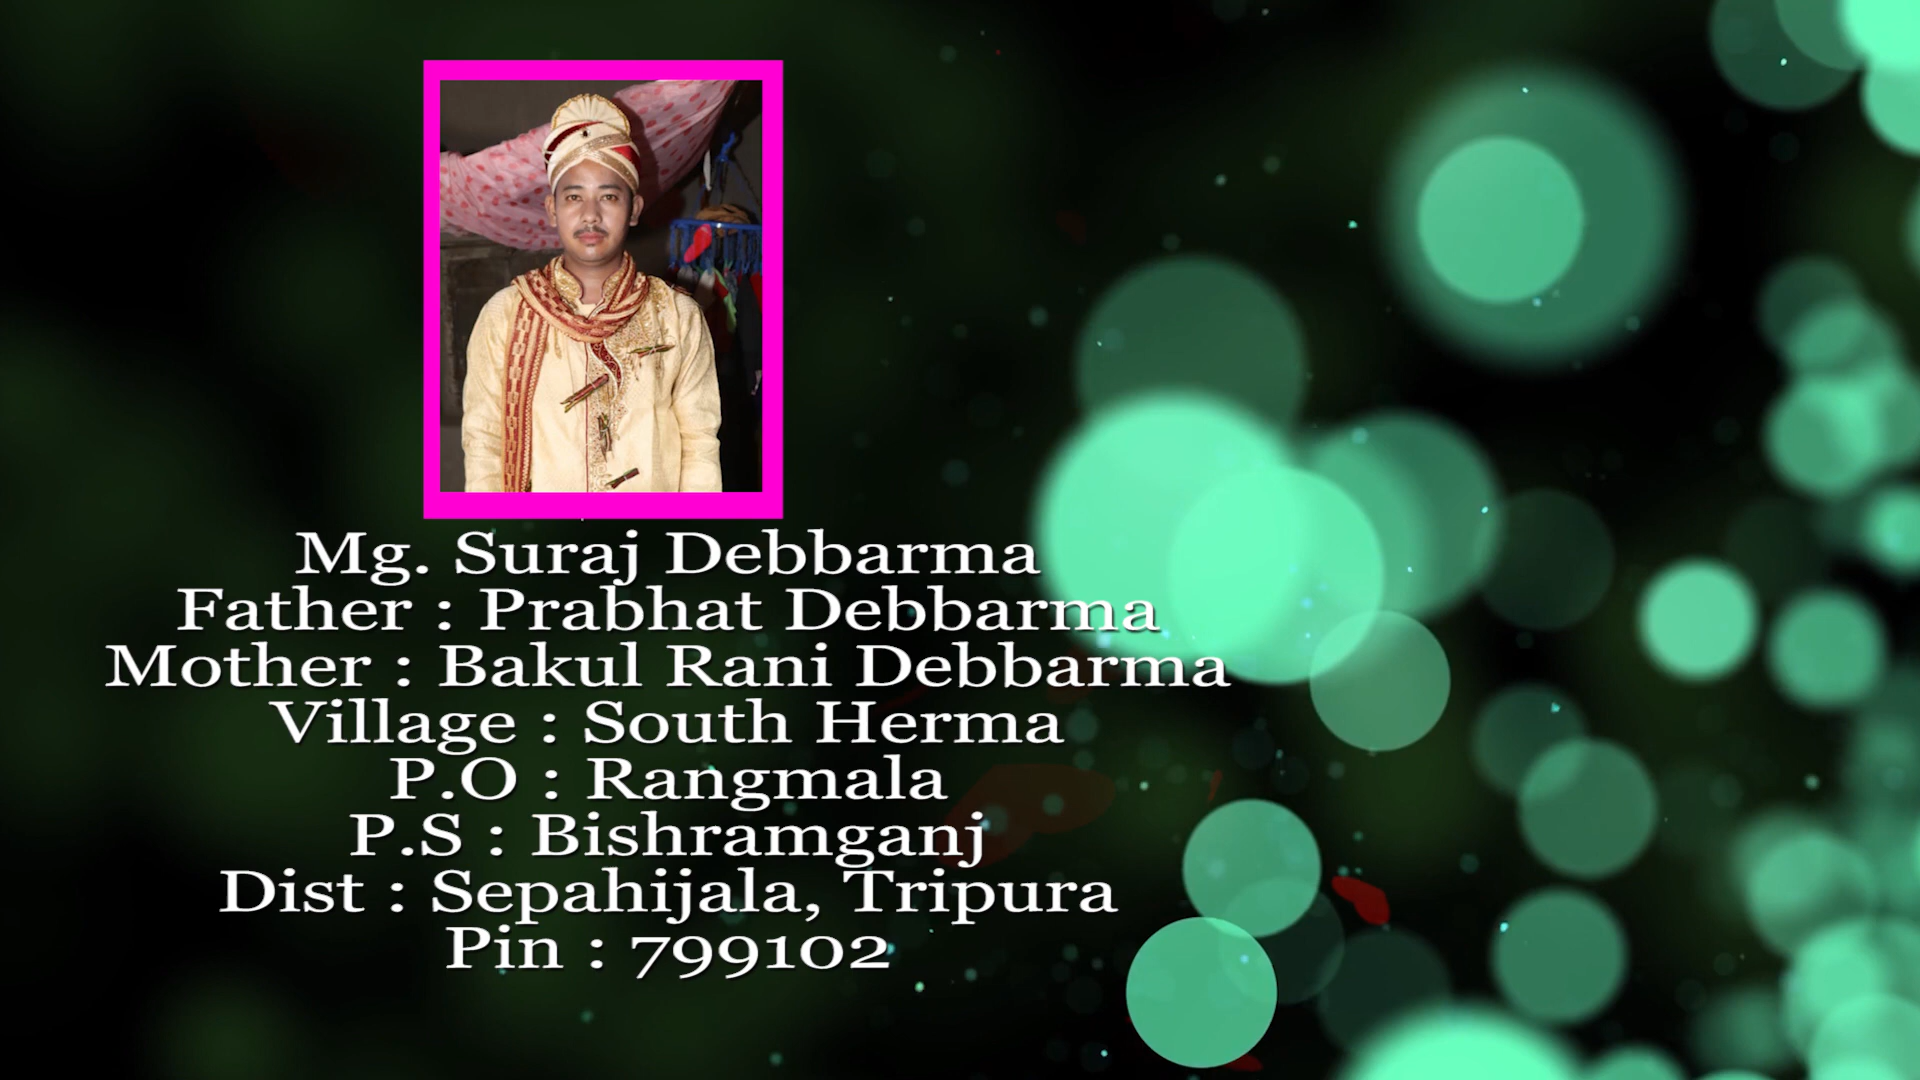 Mg. Suraj Debbarma
Father : Prabhat Debbarma
Mother : Bakul Rani Debbarma
Village : South Herma
P.O : Rangmala
P.S : Bishramganj
Dist : Sepahijala, Tripura
Pin : 799102